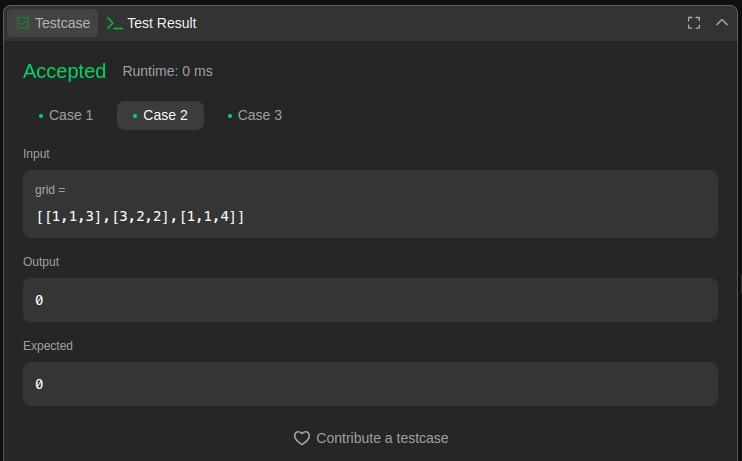 Testcase >_ Test Result
Accepted Runtime: 0 ms
Case 1 Case 2 Case 3
Input
grid =
[[1,1,3],[3,2,2],[1,1,4]]
Output
0
Expected
0
Contribute a testcase